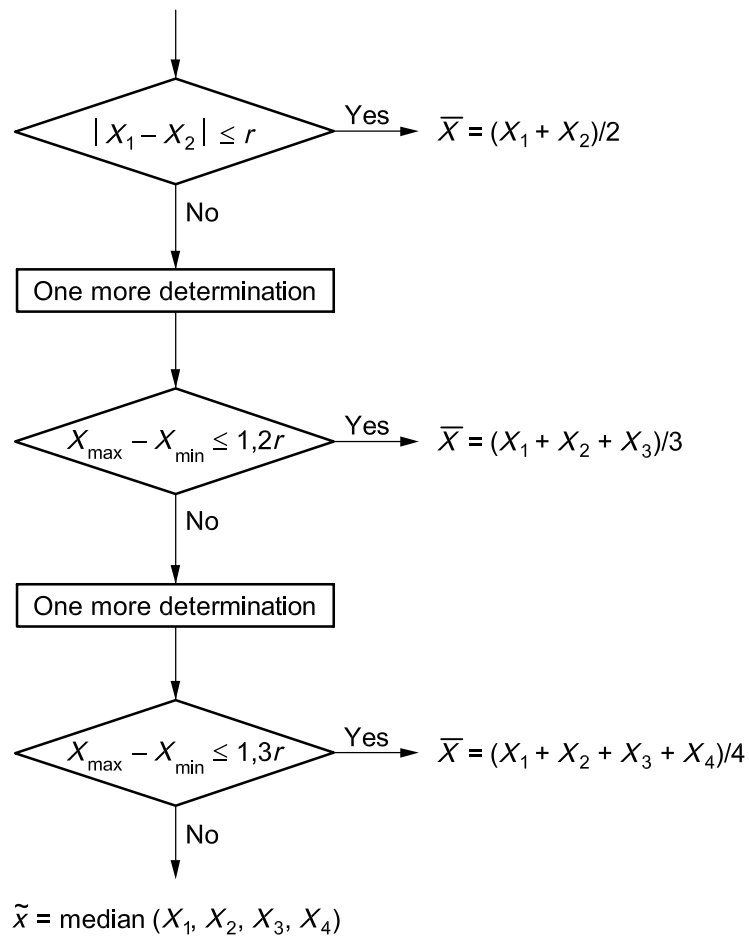 | X₁ – X₂ | ≤ r
Yes
X̅ = (X₁ + X₂)/2
No
One more determination
Xmax – Xmin ≤ 1,2r
Yes
X̅ = (X₁ + X₂ + X₃)/3
No
One more determination
Xmax – Xmin ≤ 1,3r
Yes
X̅ = (X₁ + X₂ + X₃ + X₄)/4
No
x̃ = median (X₁, X₂, X₃, X₄)